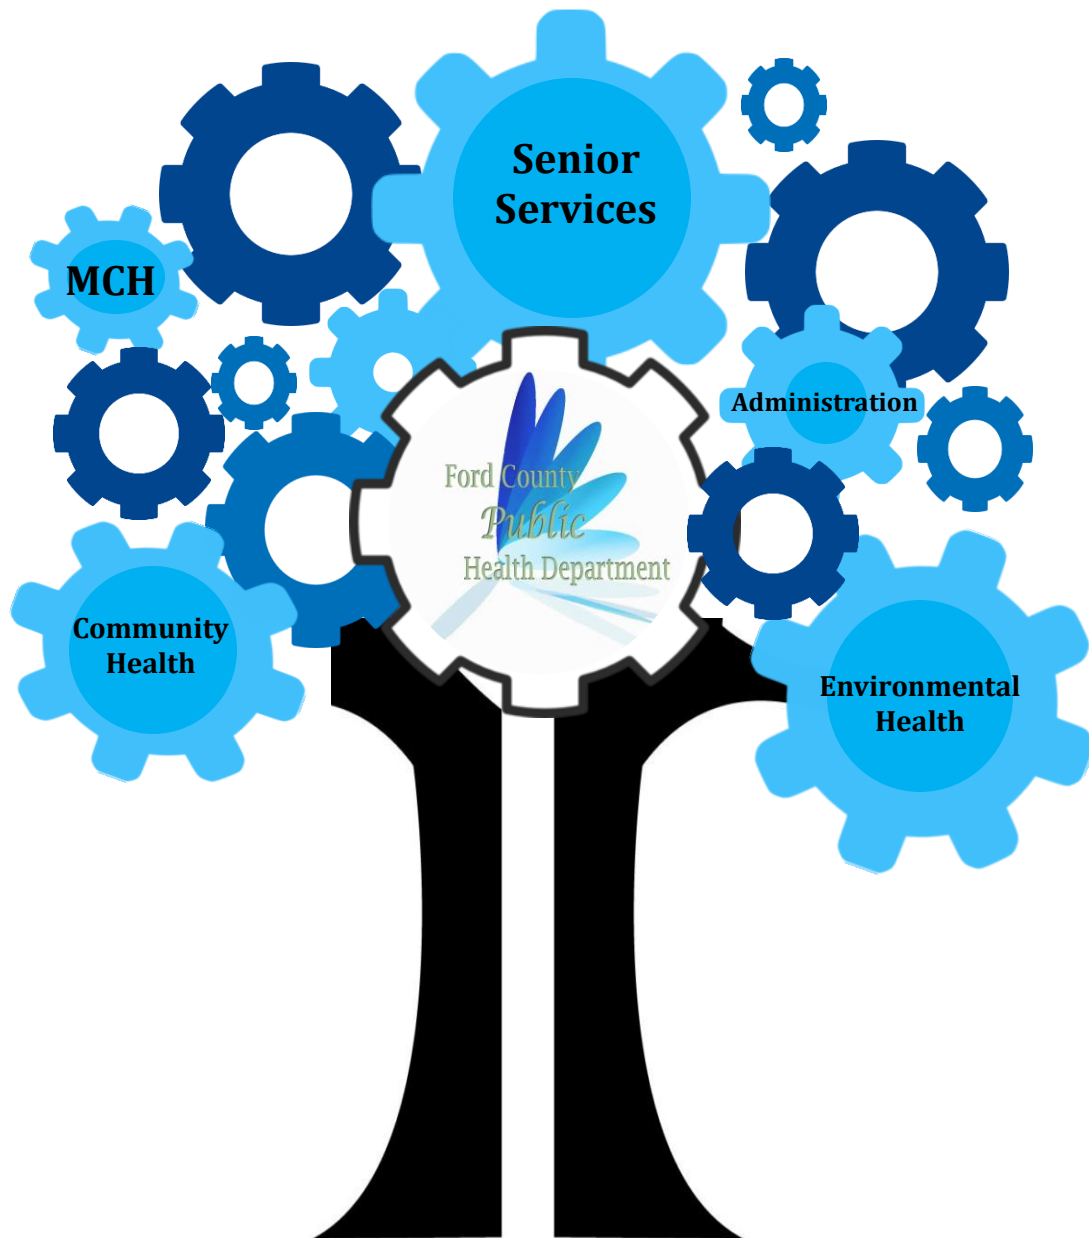 Senior
Services
MCH
Administration
Ford County
Public
Health Department
Community
Health
Environmental
Health